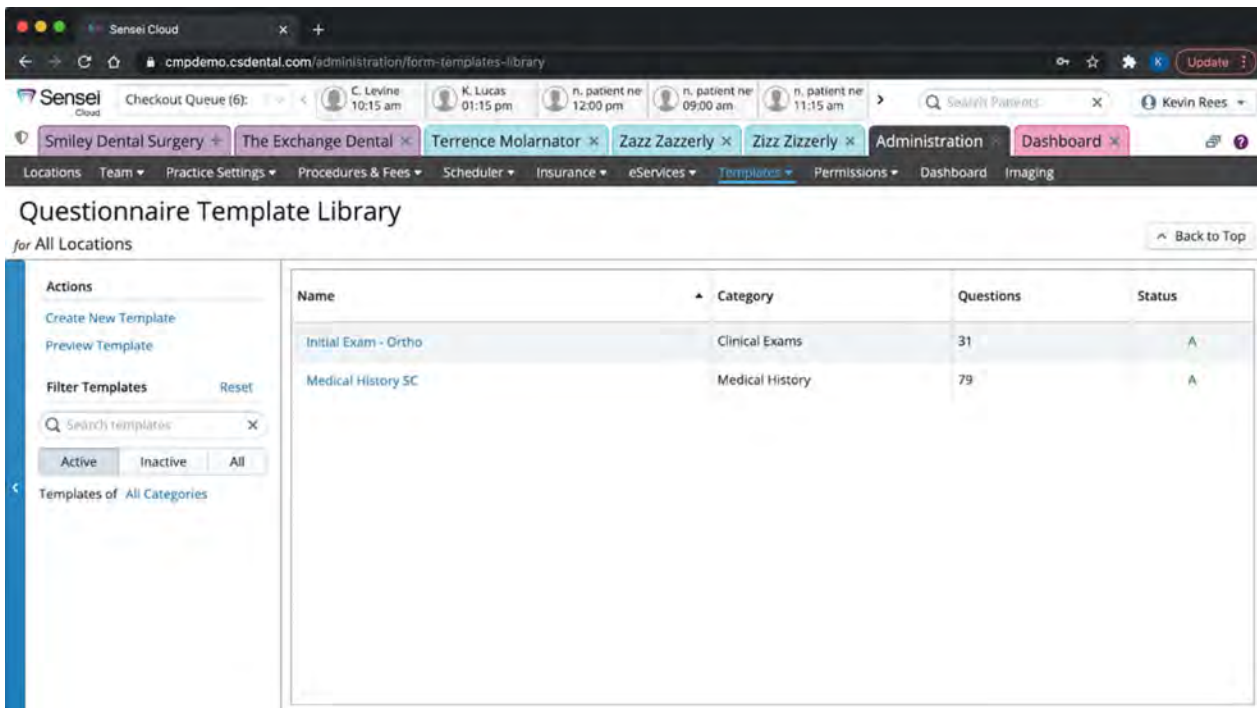 Sensei Cloud
cmpdemo.csdental.com/administration/form-templates-library
K
Update
Sensei
Cloud
Checkout Queue (6):
C. Levine
10:15 am
K. Lucas
01:15 pm
n. patient ne
12:00 pm
n. patient ne
09:00 am
n. patient ne
11:15 am
Search Patients
Kevin Rees
Smiley Dental Surgery
The Exchange Dental
Terrence Molarnator
Zazz Zazzerly
Zizz Zizzerly
Administration
Dashboard
Locations Team Practice Settings Procedures & Fees Scheduler Insurance eServices Templates Permissions Dashboard Imaging
Questionnaire Template Library
for All Locations
Back to Top
Actions
Create New Template
Preview Template
Filter Templates Reset
Search templates
Active Inactive All
Templates of All Categories
Name Category Questions Status
Initial Exam - Ortho Clinical Exams 31 A
Medical History SC Medical History 79 A